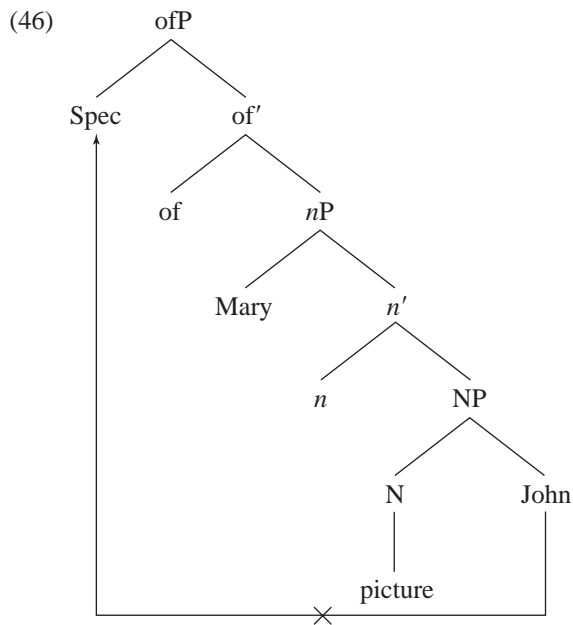 (46) ofP
Spec of′
of nP
Mary n′
n NP
N John
picture